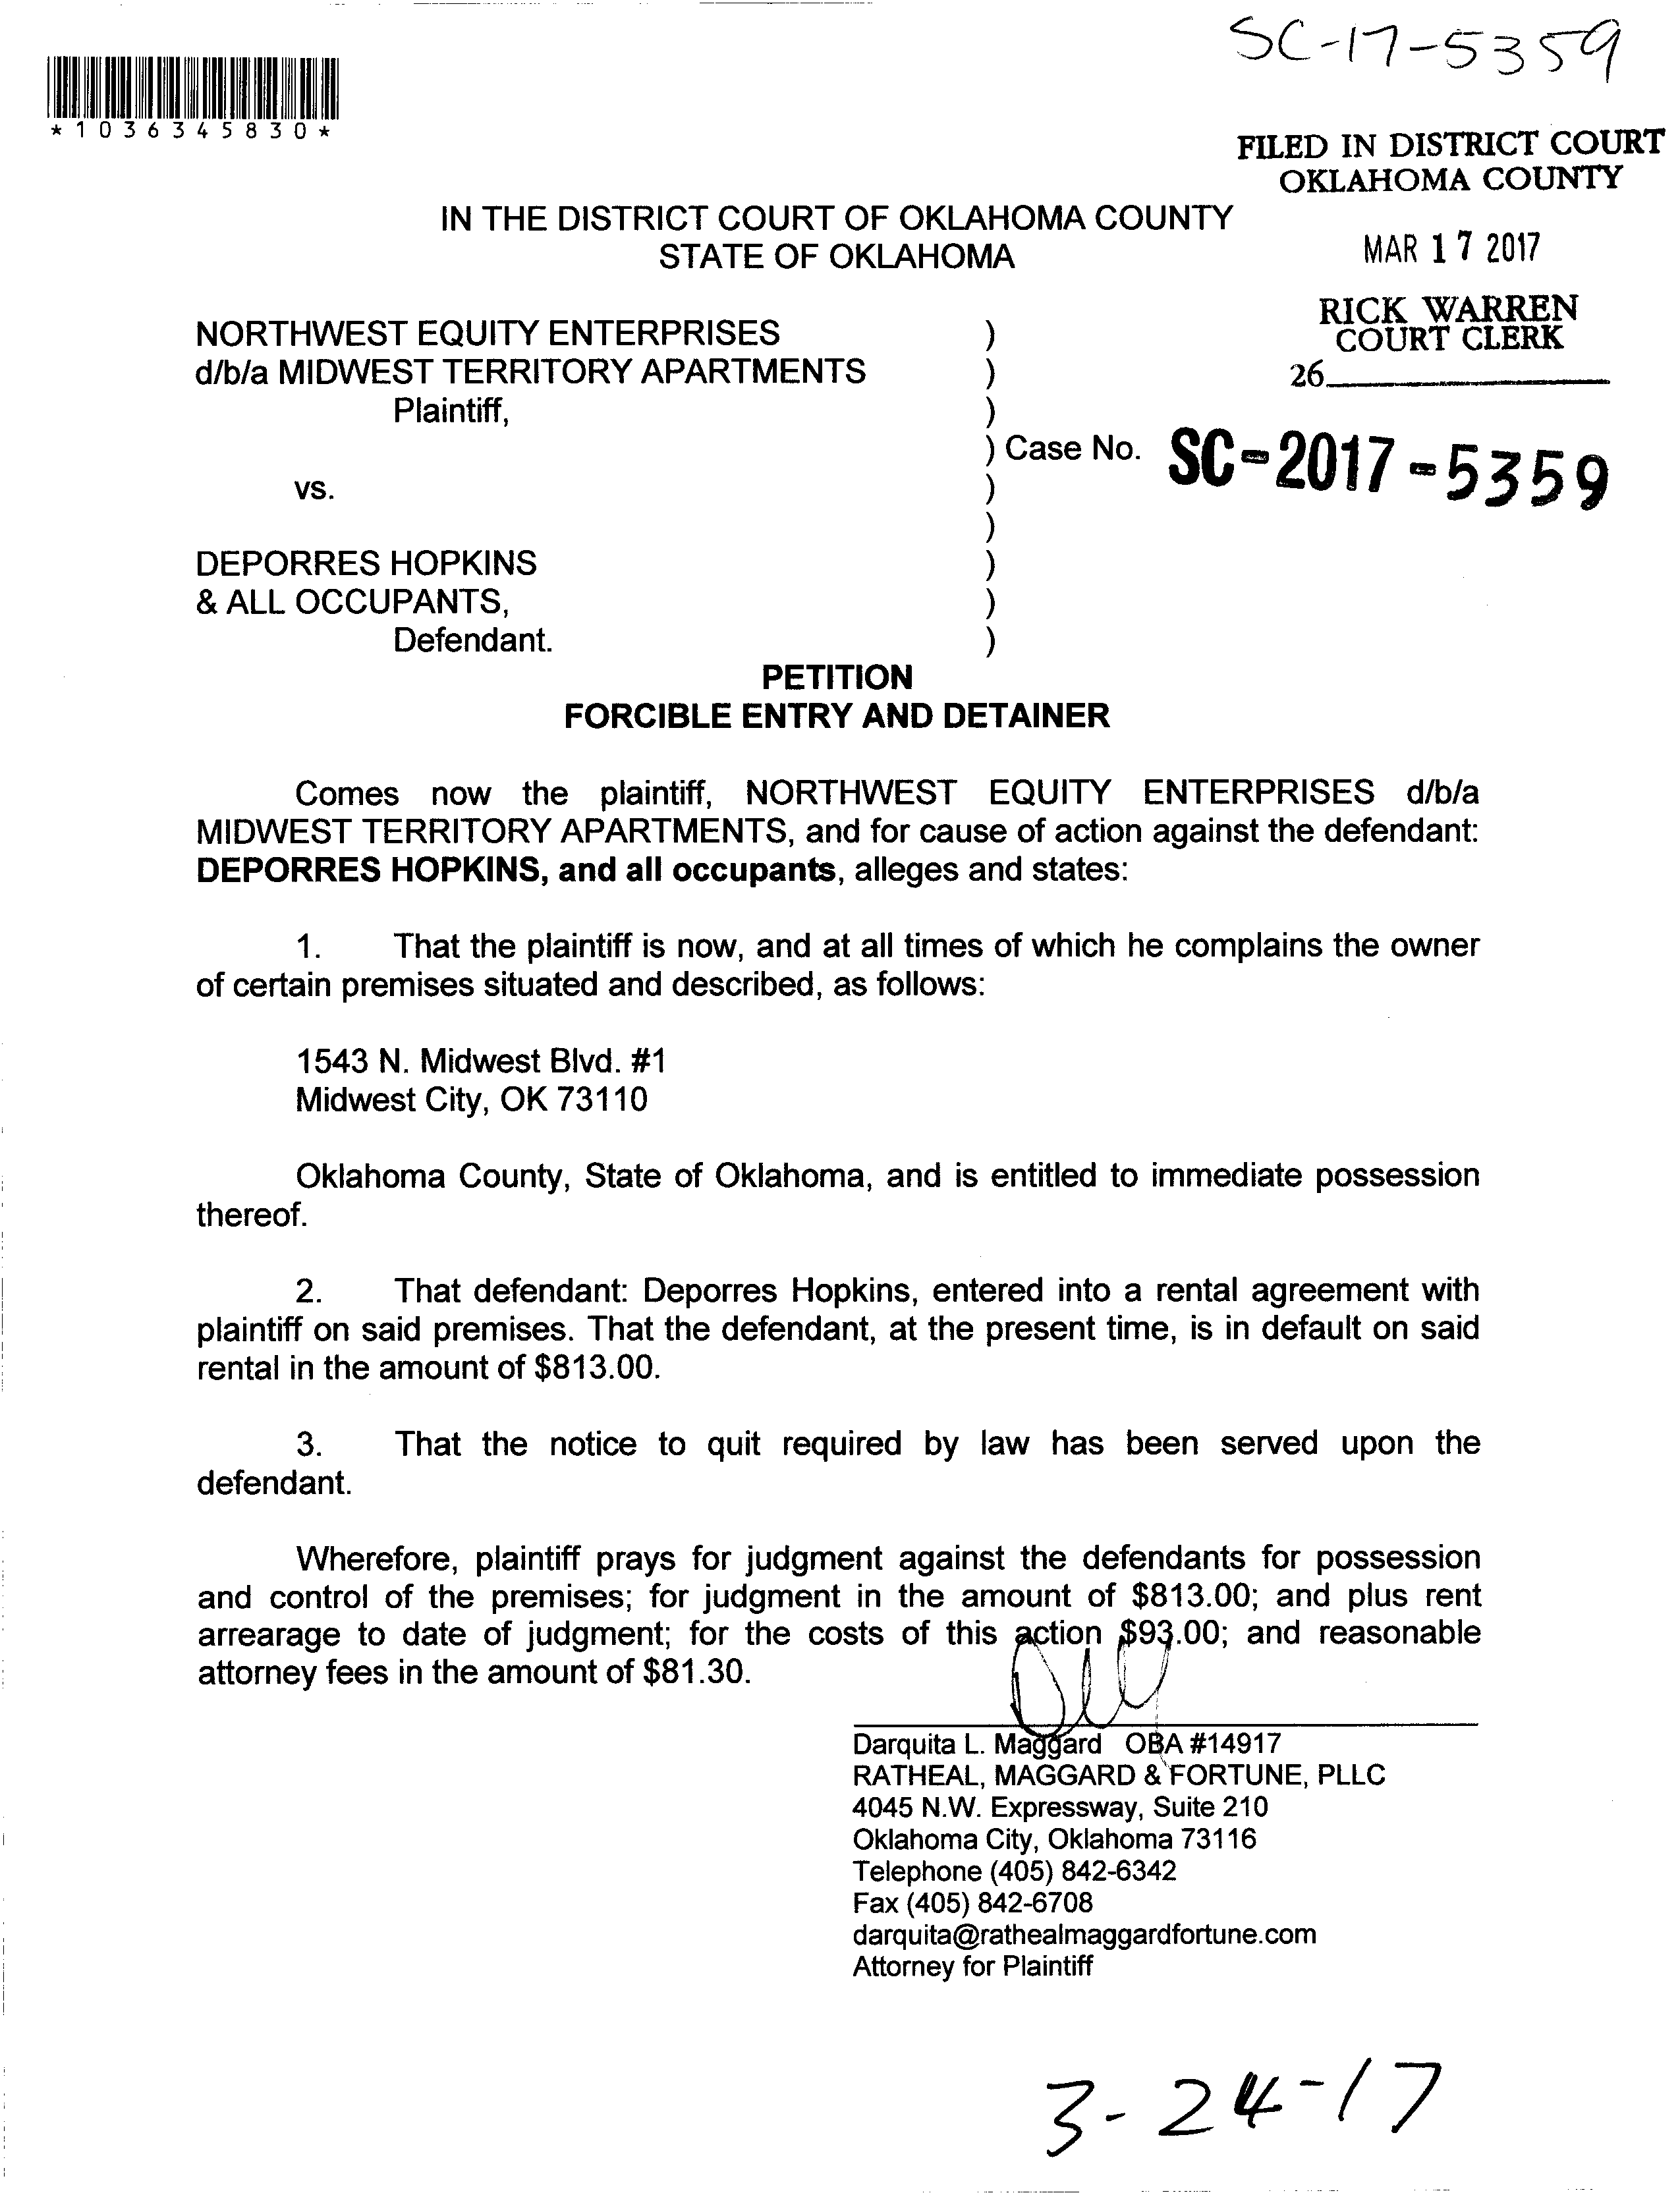 SC-17-5359
*1036345830*
FILED IN DISTRICT COURT
OKLAHOMA COUNTY
IN THE DISTRICT COURT OF OKLAHOMA COUNTY
STATE OF OKLAHOMA
MAR 17 2017
RICK WARREN
COURT CLERK
26
NORTHWEST EQUITY ENTERPRISES )
d/b/a MIDWEST TERRITORY APARTMENTS )
Plaintiff, )
) Case No. SC-2017-5359
vs. )
)
DEPORRES HOPKINS )
& ALL OCCUPANTS, )
Defendant. )
PETITION
FORCIBLE ENTRY AND DETAINER
Comes now the plaintiff, NORTHWEST EQUITY ENTERPRISES d/b/a
MIDWEST TERRITORY APARTMENTS, and for cause of action against the defendant:
DEPORRES HOPKINS, and all occupants, alleges and states:
1. That the plaintiff is now, and at all times of which he complains the owner
of certain premises situated and described, as follows:
1543 N. Midwest Blvd. #1
Midwest City, OK 73110
Oklahoma County, State of Oklahoma, and is entitled to immediate possession
thereof.
2. That defendant: Deporres Hopkins, entered into a rental agreement with
plaintiff on said premises. That the defendant, at the present time, is in default on said
rental in the amount of $813.00.
3. That the notice to quit required by law has been served upon the
defendant.
Wherefore, plaintiff prays for judgment against the defendants for possession
and control of the premises; for judgment in the amount of $813.00; and plus rent
arrearage to date of judgment; for the costs of this action $93.00; and reasonable
attorney fees in the amount of $81.30.
Darquita L. Maggard OBA #14917
RATHEAL, MAGGARD & FORTUNE, PLLC
4045 N.W. Expressway, Suite 210
Oklahoma City, Oklahoma 73116
Telephone (405) 842-6342
Fax (405) 842-6708
darquita@rathealmaggardfortune.com
Attorney for Plaintiff
3-24-17